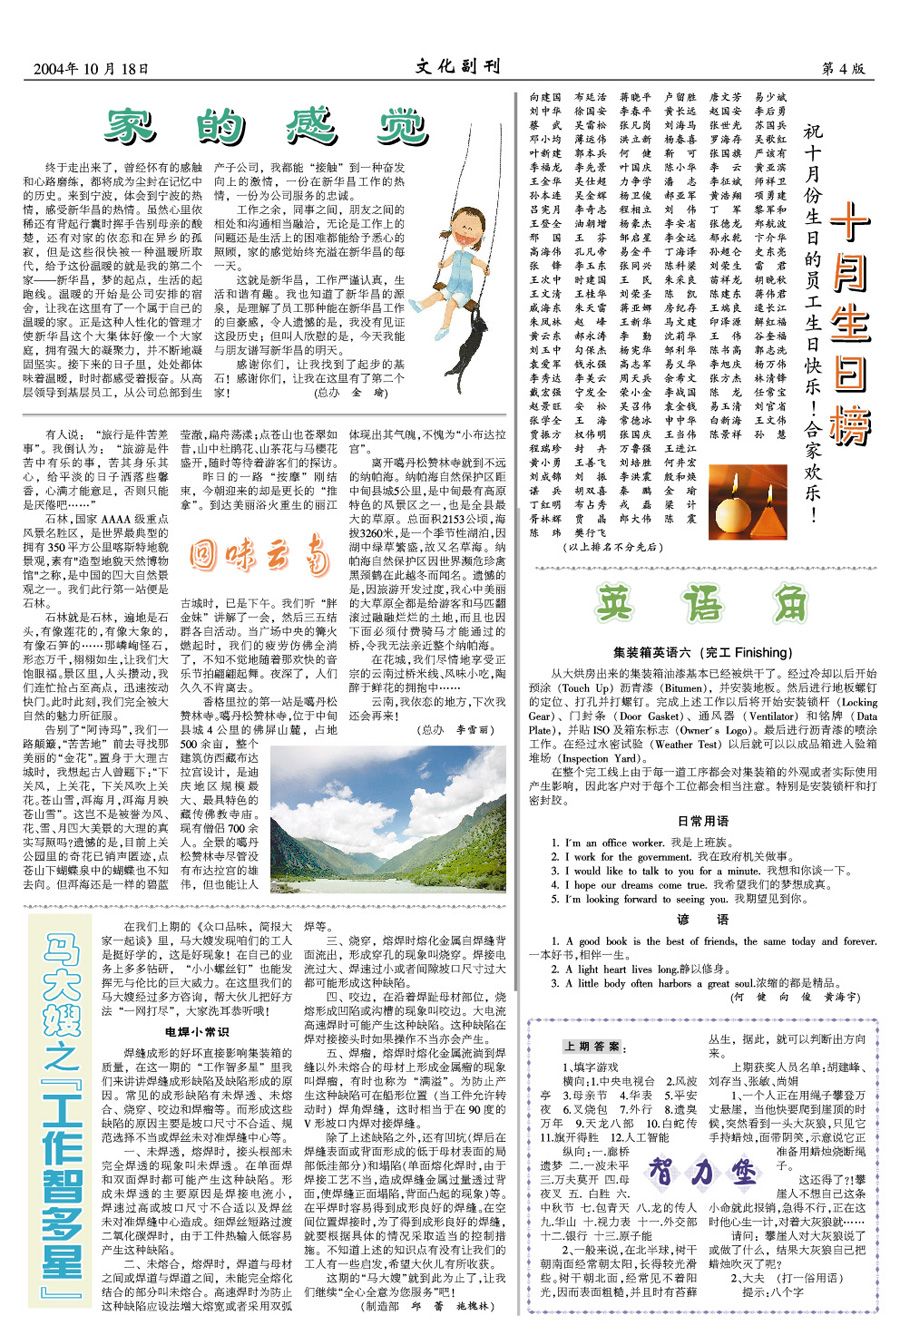 2004年 10 月 18日
文 化 副 刊
第 4 版
家 的 感 觉
终于走出来了，曾经怀有的感触
和心路磨练，都将成为尘封在记忆中
的历史。来到宁波，体会到宁波的热
情，感受新华昌的热情。虽然心里依
稀还有背起行囊时挥手告别母亲的酸
楚，还有对家的依恋和在异乡的孤
寂，但是这些很快被一种温暖所取
代，给予这份温暖的就是我的第二个
家——新华昌，梦的起点，生活的起
跑线。温暖的开始是公司安排的宿
舍，让我在这里有了一个属于自己的
温暖的家。正是这种人性化的管理才
使新华昌这个大集体好像一个大家
庭，拥有强大的凝聚力，并不断地凝
固坚实。接下来的日子里，处处都体
味着温暖，时时都感受着振奋。从高
层领导到基层员工，从公司总部到生
产子公司，我都能“接触”到一种奋发
向上的激情，一份在新华昌工作的热
情，一份为公司服务的忠诚。
工作之余，同事之间，朋友之间的
相处和沟通相当融洽，无论是工作上的
问题还是生活上的困难都能给予悉心的
照顾，家的感觉始终充溢在新华昌的每
一天。
这就是新华昌，工作严谨认真，生
活和谐有趣。我也知道了新华昌的源
泉，是理解了员工那种能在新华昌工作
的自豪感，令人遗憾的是，我没有见证
这段历史；但叫人欣慰的是，今天我能
与朋友谱写新华昌的明天。
感谢你们，让我找到了起步的基
石！感谢你们，让我在这里有了第二个
家！ (总办 金 瑜)
有人说：“旅行是件苦差
事”。我倒认为：“旅游是件
苦中有乐的事，苦其身乐其
心，给平淡的日子洒落些馨
香，心满才能意足，否则只能
是厌倦吧……”
石林，国家 AAAA 级重点
风景名胜区，是世界最典型的
拥有 350 平方公里喀斯特地貌
景观，素有"造型地貌天然博物
馆"之称，是中国的四大自然景
观之一。我们此行第一站便是
石林。
石林就是石林，遍地是石
头，有像莲花的，有像大象的，
有像石笋的……那嶙峋怪石，
形态万千，栩栩如生，让我们大
饱眼福。景区里，人头攒动，我
们连忙抢占至高点，迅速按动
快门。此时此刻，我们完全被大
自然的魅力所征服。
告别了“阿诗玛”，我们一
路颠簸，“苦苦地”前去寻找那
美丽的“金花”。置身于大理古
城时，我想起古人曾题下：“下
关风，上关花，下关风吹上关
花。苍山雪，洱海月，洱海月映
苍山雪”。这岂不是被誉为风、
花、雪、月四大美景的大理的真
实写照吗？遗憾的是，目前上关
公园里的奇花已销声匿迹，点
苍山下蝴蝶泉中的蝴蝶也不知
去向。但洱海还是一样的碧蓝
莹澈，扁舟荡漾；点苍山也苍翠如
昔，山中杜鹃花、山茶花与马樱花
盛开，随时等待着游客们的探访。
昨日的一路“按摩”刚结
束，今朝迎来的却是更长的“推
拿”。到达美丽浴火重生的丽江
回味云南
古城时，已是下午。我们听“胖
金妹”讲解了一会，然后三五结
群各自活动。当广场中央的篝火
燃起时，我们的疲劳仿佛全消
了，不知不觉地随着那欢快的音
乐节拍翩翩起舞。夜深了，人们
久久不肯离去。
香格里拉的第一站是噶丹松
赞林寺。噶丹松赞林寺，位于中甸
县城 4 公里的佛屏山麓，占地
500 余亩，整个
建筑仿西藏布达
拉宫设计，是迪
庆地区规模最
大、最具特色的
藏传佛教寺庙。
现有僧侣 700 余
人。全景的噶丹
松赞林寺尽管没
有布达拉宫的雄
伟，但也能让人
体现出其气魄，不愧为“小布达拉
宫”。
离开噶丹松赞林寺就到不远
的纳帕海。纳帕海自然保护区距
中甸县城5公里，是中甸最有高原
特色的风景区之一，也是全县最
大的草原。总面积2153公顷，海
拔3260米，是一个季节性湖泊，因
湖中绿草繁盛，故又名草海。纳
帕海自然保护区因世界濒危珍禽
黑颈鹤在此越冬而闻名。遗憾的
是，因旅游开发过度，我心中美丽
的大草原全都是给游客和马匹翻
滚过融融烂烂的土地，而且也因
下面必须付费骑马才能通过的
桥，令我无法亲近整个纳帕海。
在花城，我们尽情地享受正
宗的云南过桥米线、风味小吃，陶
醉于鲜花的拥抱中……
云南，我依恋的地方，下次我
还会再来！
(总办 李雪丽)
马大嫂之『工作智多星』
在我们上期的《众口品味，简报大
家一起谈》里，马大嫂发现咱们的工人
是挺好学的，这是好现象！在自己的业
务上多多钻研，“小小螺丝钉”也能发
挥无与伦比的巨大威力。在这里我们的
马大嫂经过多方咨询，帮大伙儿把好方
法“一网打尽”，大家洗耳恭听哦！
电焊小常识
焊缝成形的好坏直接影响集装箱的
质量，在这一期的“工作智多星”里我
们来讲讲焊缝成形缺陷及缺陷形成的原
因。常见的成形缺陷有未焊透、未熔
合、烧穿、咬边和焊瘤等。而形成这些
缺陷的原因主要是坡口尺寸不合适、规
范选择不当或焊丝未对准焊缝中心等。
一、未焊透，熔焊时，接头根部未
完全焊透的现象叫未焊透。在单面焊
和双面焊时都可能产生这种缺陷。形
成未焊透的主要原因是焊接电流小，
焊速过高或坡口尺寸不合适以及焊丝
未对准焊缝中心造成。细焊丝短路过渡
二氧化碳焊时，由于工件热输入低容易
产生这种缺陷。
二、未熔合，熔焊时，焊道与母材
之间或焊道与焊道之间，未能完全熔化
结合的部分叫未熔合。高速焊时为防止
这种缺陷应设法增大熔宽或者采用双弧
焊等。
三、烧穿，熔焊时熔化金属自焊缝背
面流出，形成穿孔的现象叫烧穿。焊接电
流过大、焊速过小或者间隙坡口尺寸过大
都可能形成这种缺陷。
四、咬边，在沿着焊趾母材部位，烧
熔形成凹陷或沟槽的现象叫咬边。大电流
高速焊时可能产生这种缺陷。这种缺陷在
焊对接接头时如果操作不当亦会产生。
五、焊瘤，熔焊时熔化金属流淌到焊
缝以外未熔合的母材上形成金属瘤的现象
叫焊瘤，有时也称为“满溢”。为防止产
生这种缺陷可在船形位置（当工件允许转
动时）焊角焊缝，这时相当于在 90 度的
V 形坡口内焊对接焊缝。
除了上述缺陷之外，还有凹坑(焊后在
焊缝表面或背面形成的低于母材表面的局
部低洼部分)和塌陷(单面熔化焊时，由于
焊接工艺不当，造成焊缝金属过量透过背
面，使焊缝正面塌陷，背面凸起的现象)等。
在平焊时容易得到成形良好的焊缝。在空
间位置焊接时，为了得到成形良好的焊缝，
就要根据具体的情况采取适当的控制措
施。不知道上述的知识点有没有让我们的
工人有一些启发，希望大伙儿有所收获。
这期的“马大嫂”就到此为止了，让我
们继续“全心全意为您服务”吧！
(制造部 邱 蕾 施槐林)
十月生日榜
祝十月份生日的员工生日快乐！合家欢乐！
向建国 布廷活 蒋晓平 卢留胜 唐文芳 易少斌
刘中华 徐国安 李春平 黄长远 赵国安 李后勇
蔡 武 吴雷松 张凡岗 刘海马 张世光 苏国兵
邓小均 薄运伟 洪立新 杨春喜 罗海存 吴歌红
叶新建 郭本兵 何 健 靳 可 张国旗 严该有
李福龙 李先景 叶国庆 陈小华 李 云 黄亚滨
王金华 吴仕超 力争学 潘 志 李征斌 师祥卫
孙本连 吴金辉 杨卫俊 郝亚军 黄浩翔 项勇建
吕宪月 李奇志 程相立 刘 伟 丁 军 黎军和
王登全 油朝增 杨豪杰 李安省 张德龙 郑航波
邢 国 王 芬 邹启星 李金远 郝永乾 卞介华
高海伟 孔凡帝 易金平 丁海泽 孙超仑 史东亮
张 锋 李玉东 张同兴 陈科梁 刘荣生 雷 君
王次中 时建国 王 民 朱采良 苗祥龙 胡晓秋
王文清 王桂华 刘荣圣 陈 凯 陈建东 蒋伟君
威海东 朱天雷 蒋亚娜 房纪存 王端良 逄长江
朱凤林 赵 峰 王新华 马文建 印泽源 解红福
黄云东 郝永涛 李 勤 沈莉华 王 伟 谷奎福
刘玉中 勾保杰 杨宪华 邹利华 陈书高 郭志洗
袁爱军 钱永强 高志军 易义华 李旭庆 杨万伟
李秀达 李美云 周天兵 余希文 张方杰 林清锋
戴宏强 宁发全 荣小金 李战国 陈 龙 任常宝
赵景旺 安 松 吴召伟 袁金钱 易玉清 刘官省
张学全 王 海 常德冰 申中华 白新海 王文伟
贾振方 权伟明 张国庆 王当伟 陈景祥 孙 慧
程瑞珍 封 卉 万鲁强 王进江
黄小勇 王善飞 刘培胜 何井宏
刘成锦 刘 振 李洪震 殷和焕
谌 兵 胡双喜 秦 鹏 金 瑜
丁红明 布占秀 戎 磊 梁 计
胥林辉 贾 晶 郎大伟 陈 震
陈 玮 樊行飞
(以上排名不分先后)
英 语 角
集装箱英语六（完工 Finishing）
从大烘房出来的集装箱油漆基本已经被烘干了。经过冷却以后开始
预涂（Touch Up）沥青漆（Bitumen），并安装地板。然后进行地板螺钉
的定位、打孔并打螺钉。完成上述工作以后将开始安装锁杆（Locking
Gear）、门封条（Door Gasket）、通风器（Ventilator）和铭牌（Data
Plate），并贴 ISO 及箱东标志（Owner's Logo）。最后进行沥青漆的喷涂
工作。在经过水密试验（Weather Test）以后就可以以成品箱进入验箱
堆场（Inspection Yard）。
在整个完工线上由于每一道工序都会对集装箱的外观或者实际使用
产生影响，因此客户对于每个工位都会相当注意。特别是安装锁杆和打
密封胶。
日常用语
1. I'm an office worker. 我是上班族。
2. I work for the government. 我在政府机关做事。
3. I would like to talk to you for a minute. 我想和你谈一下。
4. I hope our dreams come true. 我希望我们的梦想成真。
5. I'm looking forward to seeing you. 我期望见到你。
谚 语
1. A good book is the best of friends, the same today and forever.
一本好书，相伴一生。
2. A light heart lives long.静以修身。
3. A little body often harbors a great soul.浓缩的都是精品。
(何 健 向 俊 黄海宇)
上 期 答 案：
1、填字游戏
横向：1.中央电视台 2.风波
亭 3.母亲节 4.华表 5.平安
夜 6.叉烧包 7.外行 8.遗臭
万年 9.天龙八部 10.白蛇传
11.旗开得胜 12.人工智能
纵向：一.廊桥
遗梦 二.一波未平
三.万夫莫开 四.母
夜叉 五. 白胜 六.
中秋节 七.包青天 八.龙的传人
九.华山 十.视力表 十一.外交部
十二.银行 十三.原子能
2、一般来说，在北半球，树干
朝南面经常朝太阳，长得较光滑
些。树干朝北面，经常见不着阳
光，因而表面粗糙，并且时有苔藓
智 力 堡
丛生，据此，就可以判断出方向
来。
上期获奖人员名单：胡建峰、
刘存当、张敏、尚娟
1、一个人正在用绳子攀登万
丈悬崖，当他快要爬到崖顶的时
候，突然看到一头大灰狼，只见它
手持蜡烛，面带阴笑，示意说它正
准备用蜡烛烧断绳
子。
这还得了?!攀
崖人不想自己这条
小命就此报销，急得不行，正在这
时他心生一计，对着大灰狼就……
请问：攀崖人对大灰狼说了
或做了什么，结果大灰狼自己把
蜡烛吹灭了呢？
2、大夫 （打一俗用语）
提示：八个字